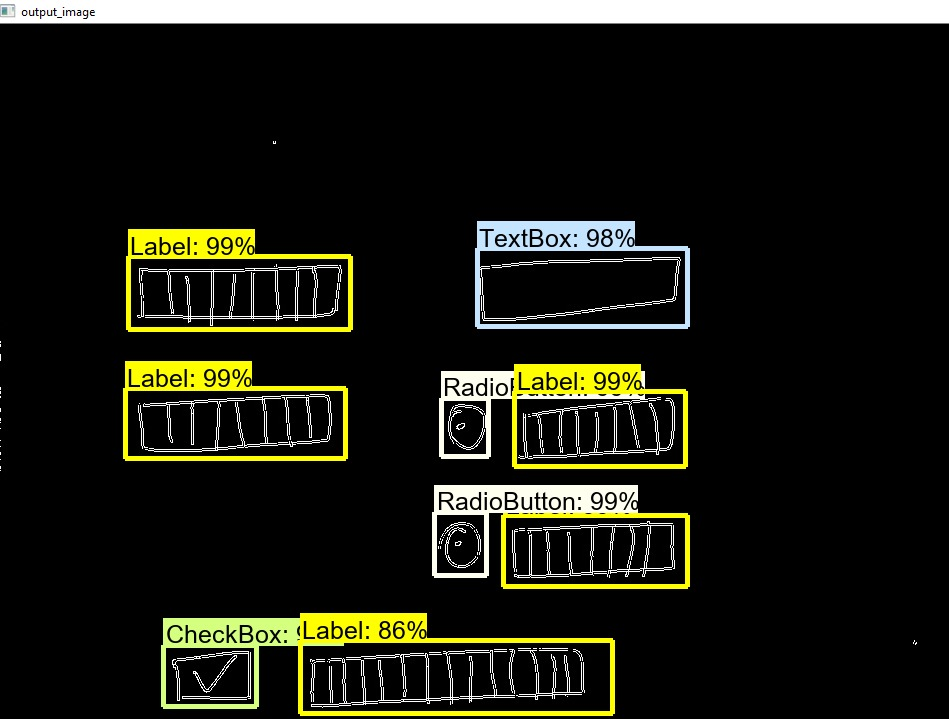 output_image
Label: 99%
TextBox: 98%
Label: 99%
Label: 99%
RadioButton: 99%
CheckBox:
Label: 86%